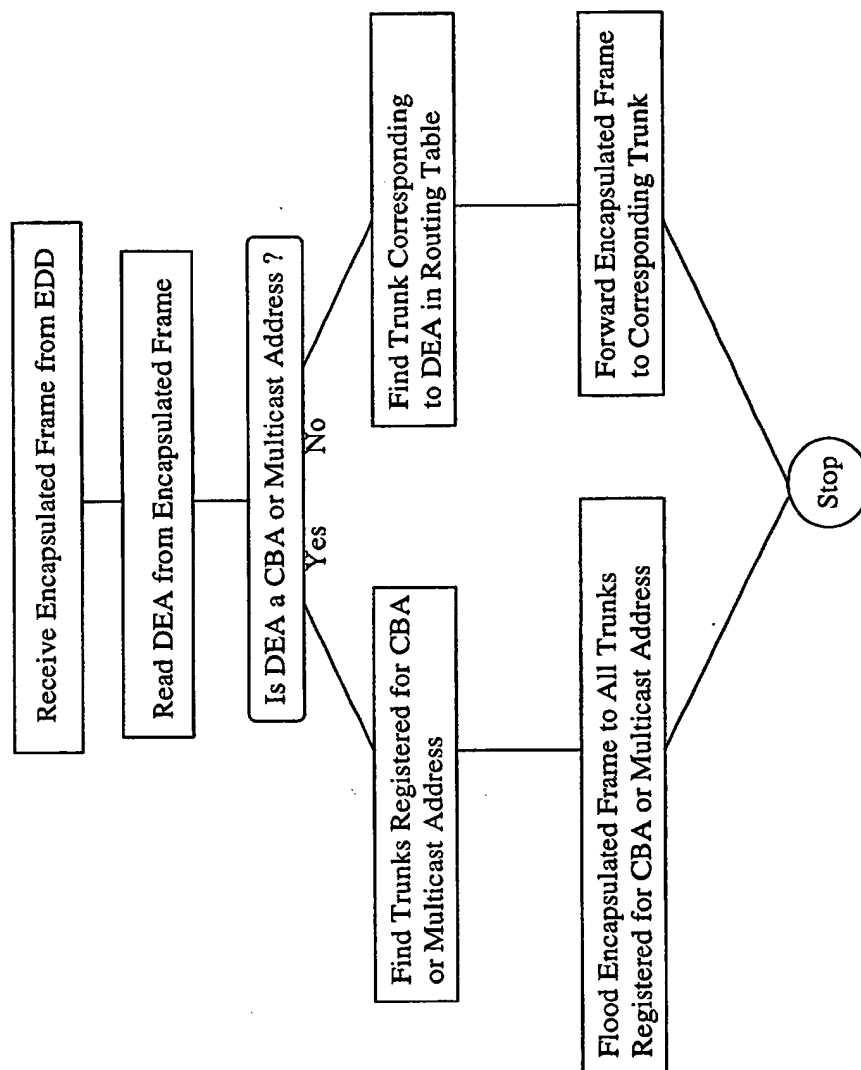 Receive Encapsulated Frame from EDD
Read DEA from Encapsulated Frame
Is DEA a CBA or Multicast Address ?
Yes
No
Find Trunks Registered for CBA
or Multicast Address
Find Trunk Corresponding
to DEA in Routing Table
Flood Encapsulated Frame to All Trunks
Registered for CBA or Multicast Address
Forward Encapsulated Frame
to Corresponding Trunk
Stop